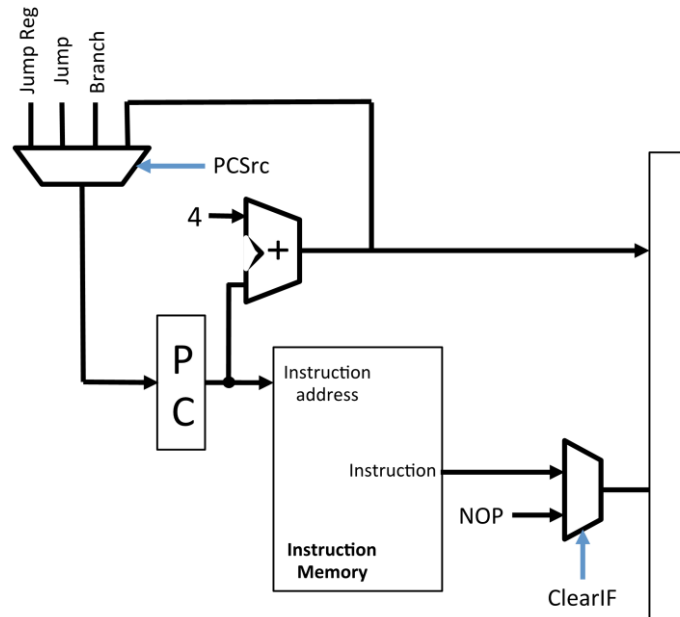 Jump Reg
Jump
Branch
PCSrc
4
+
P
C
Instruction
address
Instruction
NOP
Instruction
Memory
ClearIF